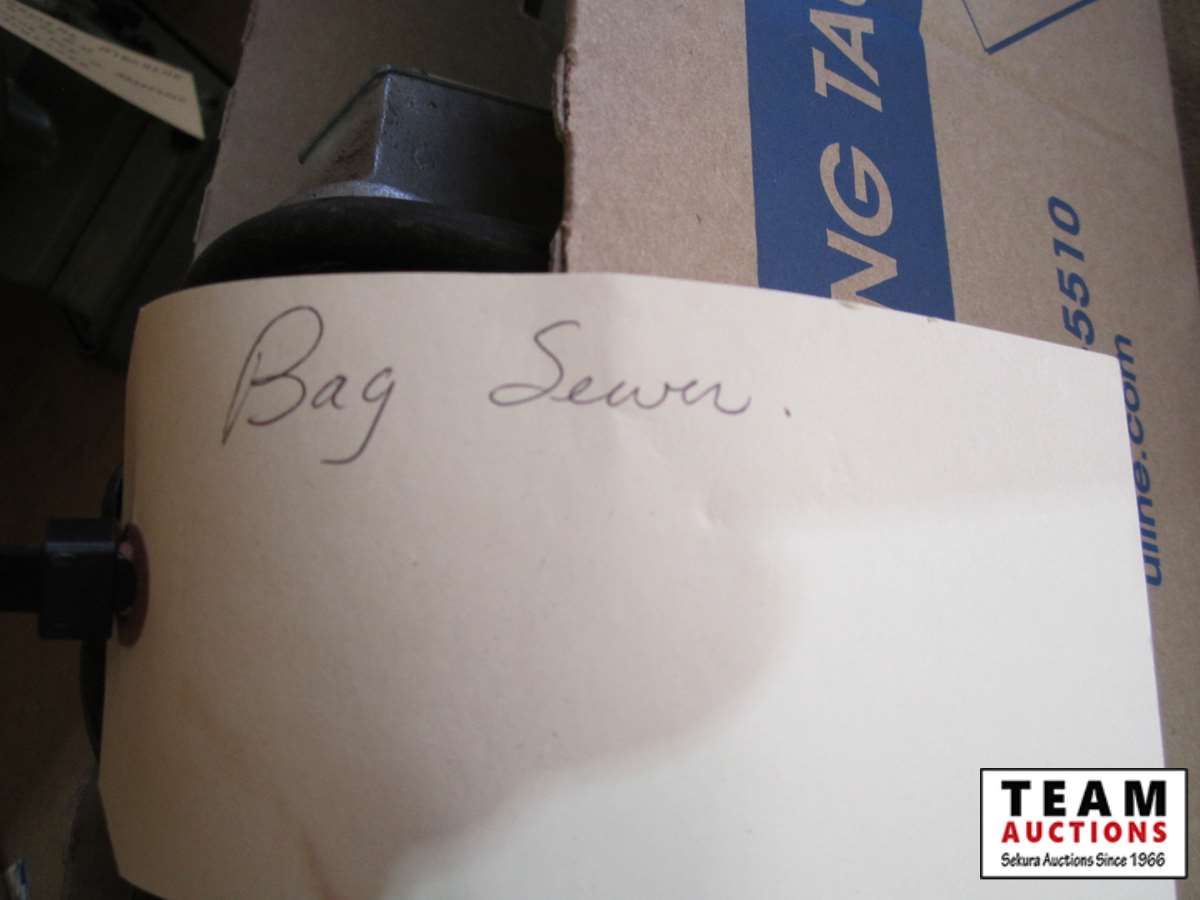 Bag Sewer.
NG TA
5510
uline.com
TEAM
AUCTIONS
Sekura Auctions Since 1966